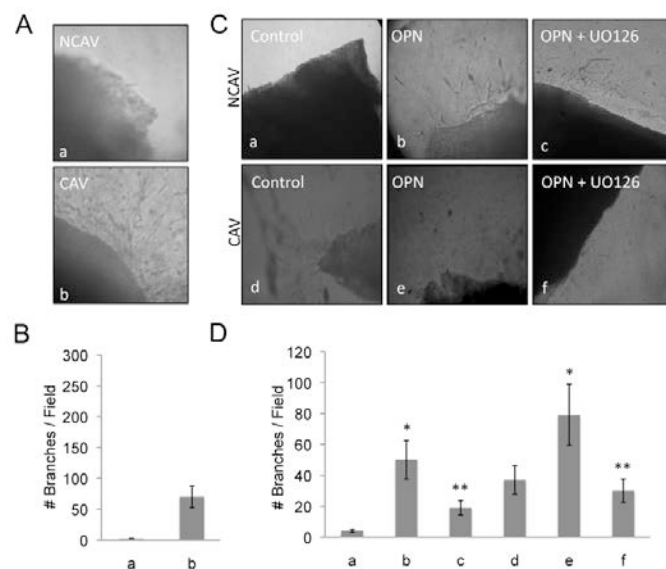 A
NCAV
a
CAV
b
B
# Branches / Field
300
250
200
150
100
50
0
a b
C
Control OPN OPN + UO126
NCAV
a b c
Control OPN OPN + UO126
CAV
d e f
D
# Branches / Field
120
100
80
60
40
20
0
* ** * **
a b c d e f